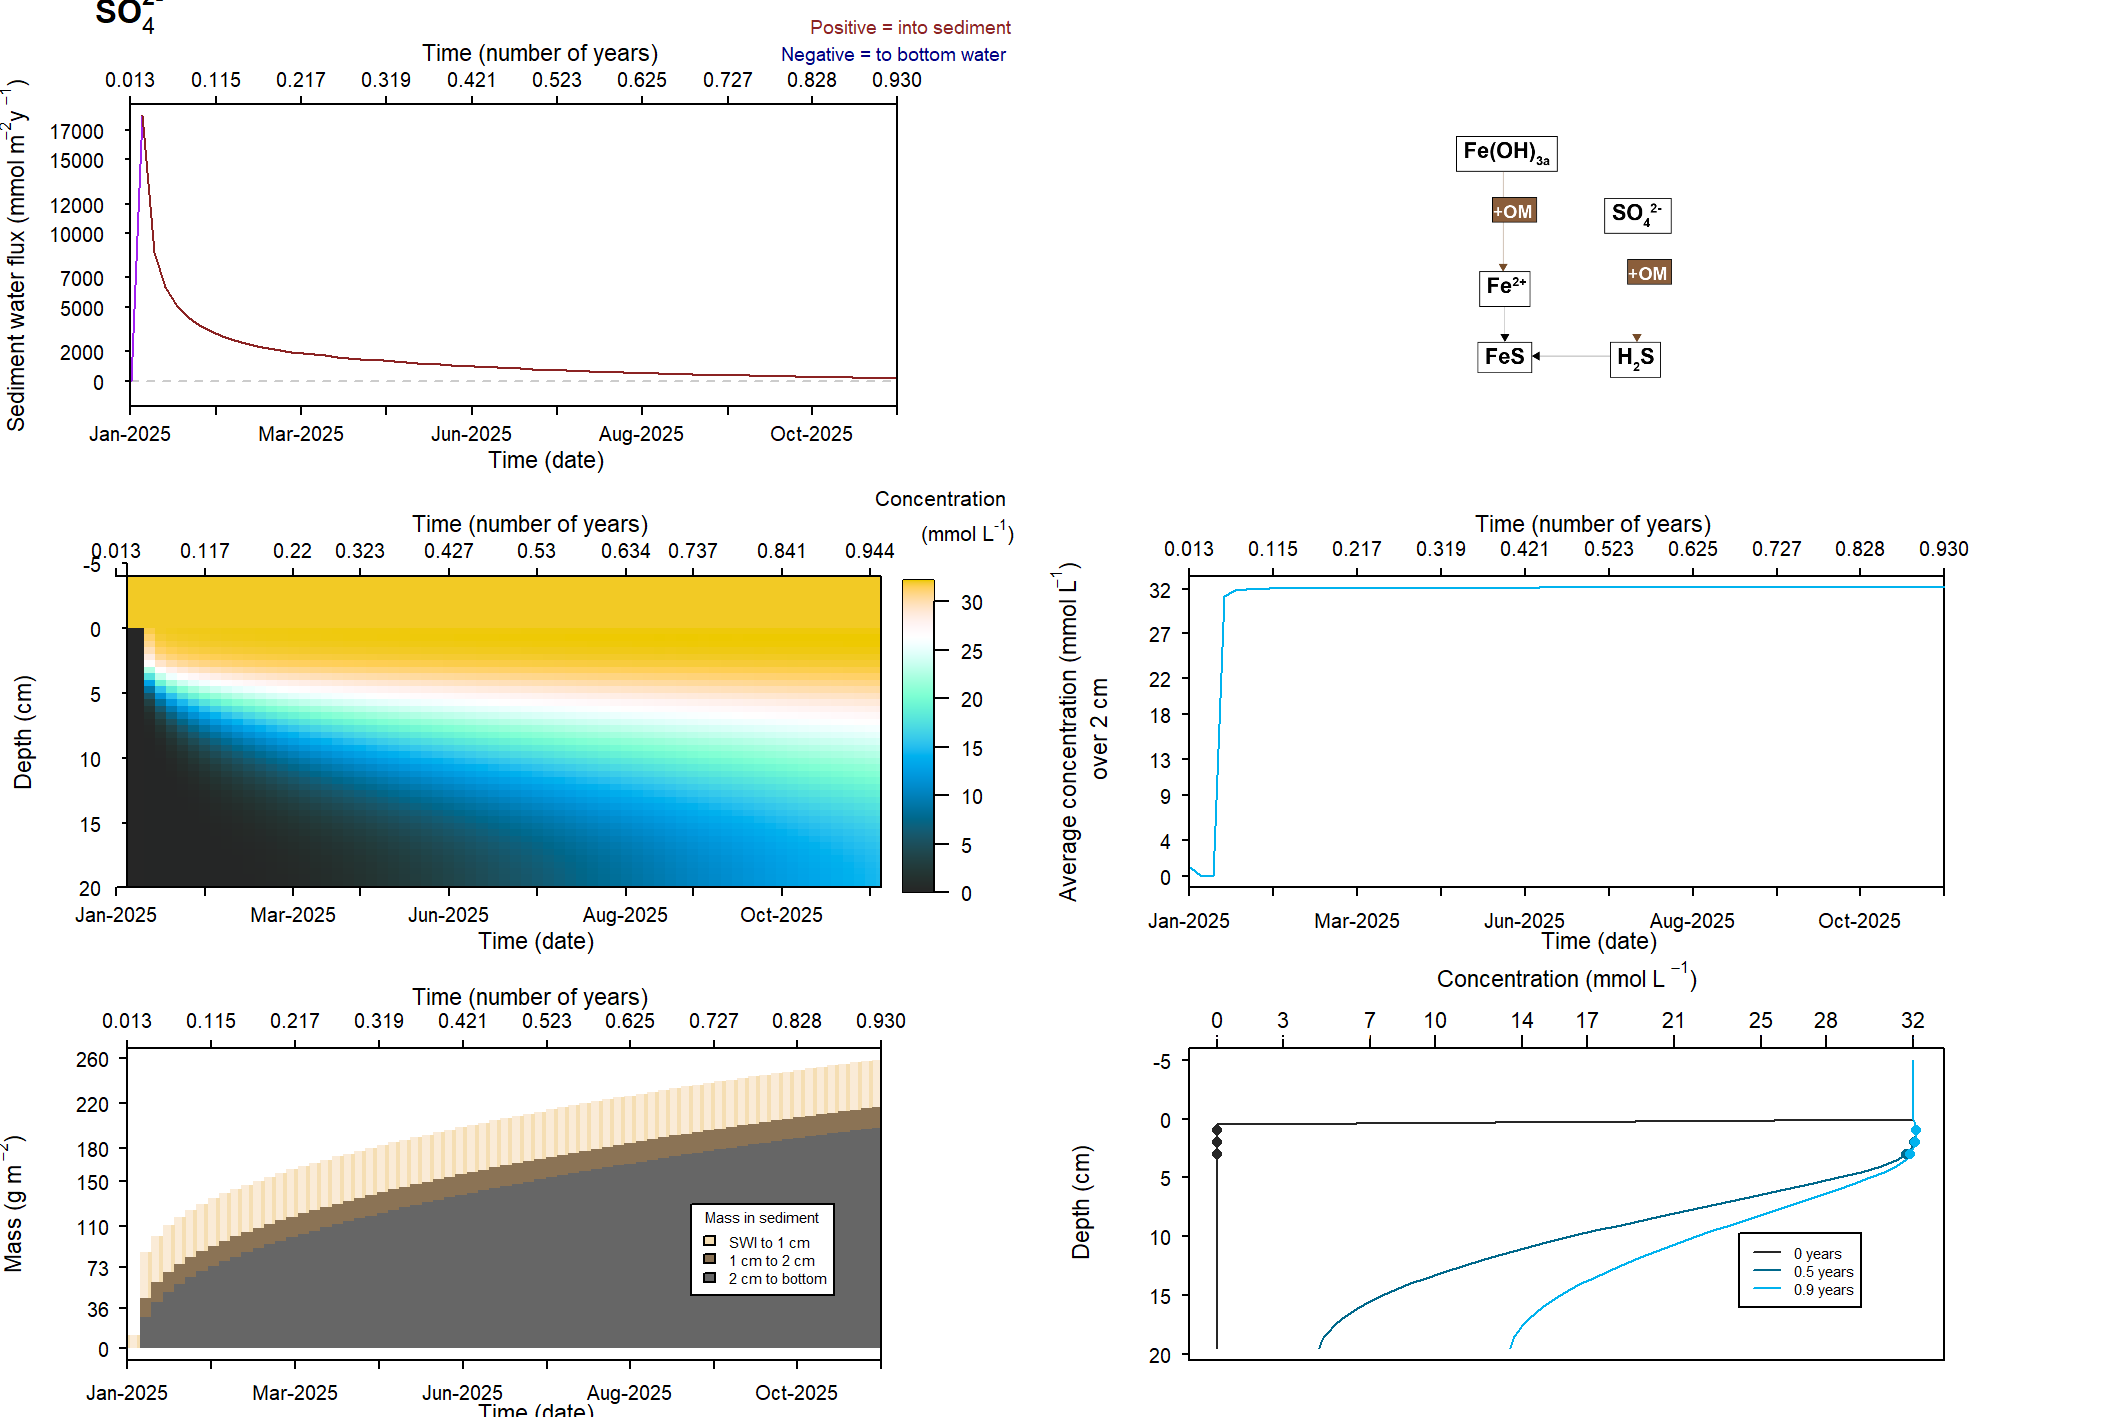 SO₄²⁻
Positive = into sediment
Negative = to bottom water
Time (number of years)
0.013 0.115 0.217 0.319 0.421 0.523 0.625 0.727 0.828 0.930
Sediment water flux (mmol m⁻²y⁻¹)
17000
15000
12000
10000
7000
5000
2000
0
Jan-2025 Mar-2025 Jun-2025 Aug-2025 Oct-2025
Time (date)
Fe(OH)₃ₐ
+OM
SO₄²⁻
+OM
Fe²⁺
FeS
H₂S
Concentration
(mmol L⁻¹)
Time (number of years)
0.013 0.117 0.22 0.323 0.427 0.53 0.634 0.737 0.841 0.944
Depth (cm)
-5
0
5
10
15
20
30
25
20
15
10
5
0
Jan-2025 Mar-2025 Jun-2025 Aug-2025 Oct-2025
Time (date)
Time (number of years)
0.013 0.115 0.217 0.319 0.421 0.523 0.625 0.727 0.828 0.930
Average concentration (mmol L⁻¹)
over 2 cm
32
27
22
18
13
9
4
0
Jan-2025 Mar-2025 Jun-2025 Aug-2025 Oct-2025
Time (date)
Time (number of years)
0.013 0.115 0.217 0.319 0.421 0.523 0.625 0.727 0.828 0.930
Mass (g m⁻²)
260
220
180
150
110
73
36
0
Mass in sediment
SWI to 1 cm
1 cm to 2 cm
2 cm to bottom
Jan-2025 Mar-2025 Jun-2025 Aug-2025 Oct-2025
Time (date)
Concentration (mmol L⁻¹)
0 3 7 10 14 17 21 25 28 32
Depth (cm)
-5
0
5
10
15
20
0 years
0.5 years
0.9 years